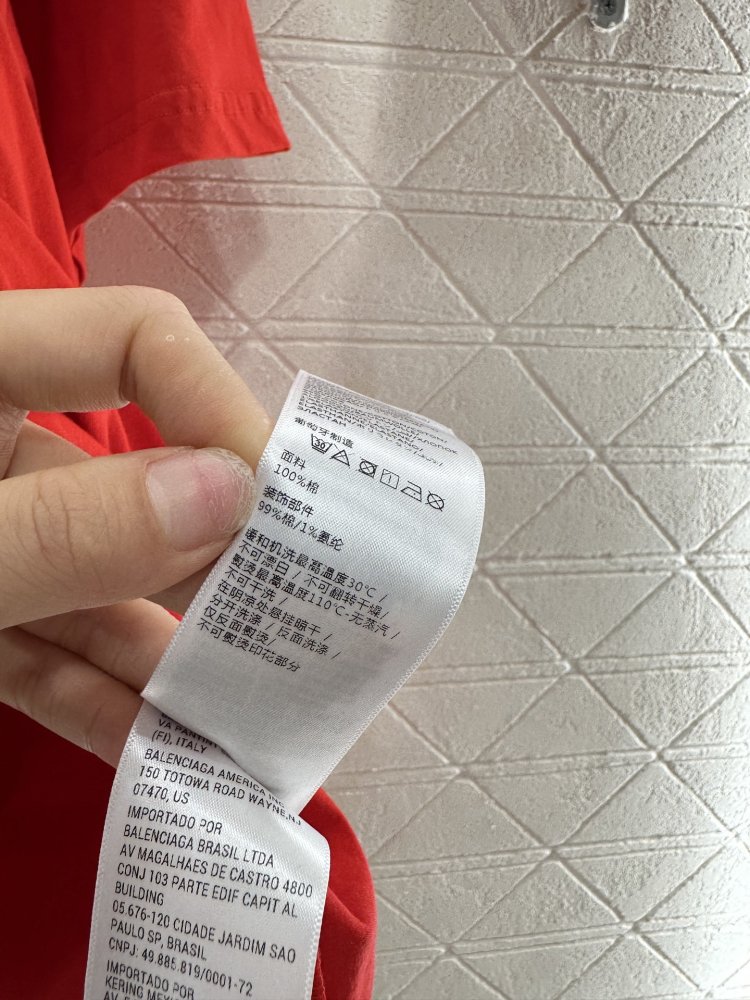 ЭЛАСТАН
葡萄牙制造
30
面料
100%棉
装饰部件
99%棉/1%氨纶
缓和机洗最高温度30℃ /
不可漂白 / 不可翻转干燥/
熨烫最高温度110℃-无蒸汽 /
不可干洗 /
在阴凉处悬挂晾干 /
分开洗涤 / 反面洗涤 /
仅反面熨烫/
不可熨烫印花部分
(FI), ITALY
BALENCIAGA AMERICA INC
150 TOTOWA ROAD WAYNE,NJ
07470, US
IMPORTADO POR
BALENCIAGA BRASIL LTDA
AV MAGALHAES DE CASTRO 4800
CONJ 103 PARTE EDIF CAPIT AL
BUILDING
05.676-120 CIDADE JARDIM SAO
PAULO SP, BRASIL
CNPJ: 49.885.819/0001-72
IMPORTADO POR
KERING MEXI